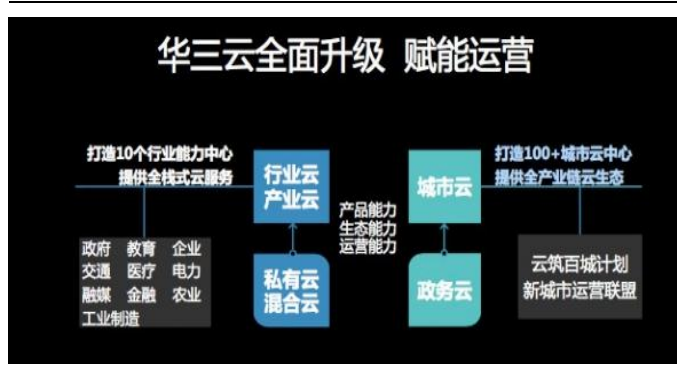 华三云全面升级 赋能运营
打造10个行业能力中心
提供全栈式云服务
政府 教育 企业
交通 医疗 电力
融媒 金融 农业
工业制造
行业云
产业云
私有云
混合云
产品能力
生态能力
运营能力
城市云
政务云
打造100+城市云中心
提供全产业链云生态
云筑百城计划
新城市运营联盟